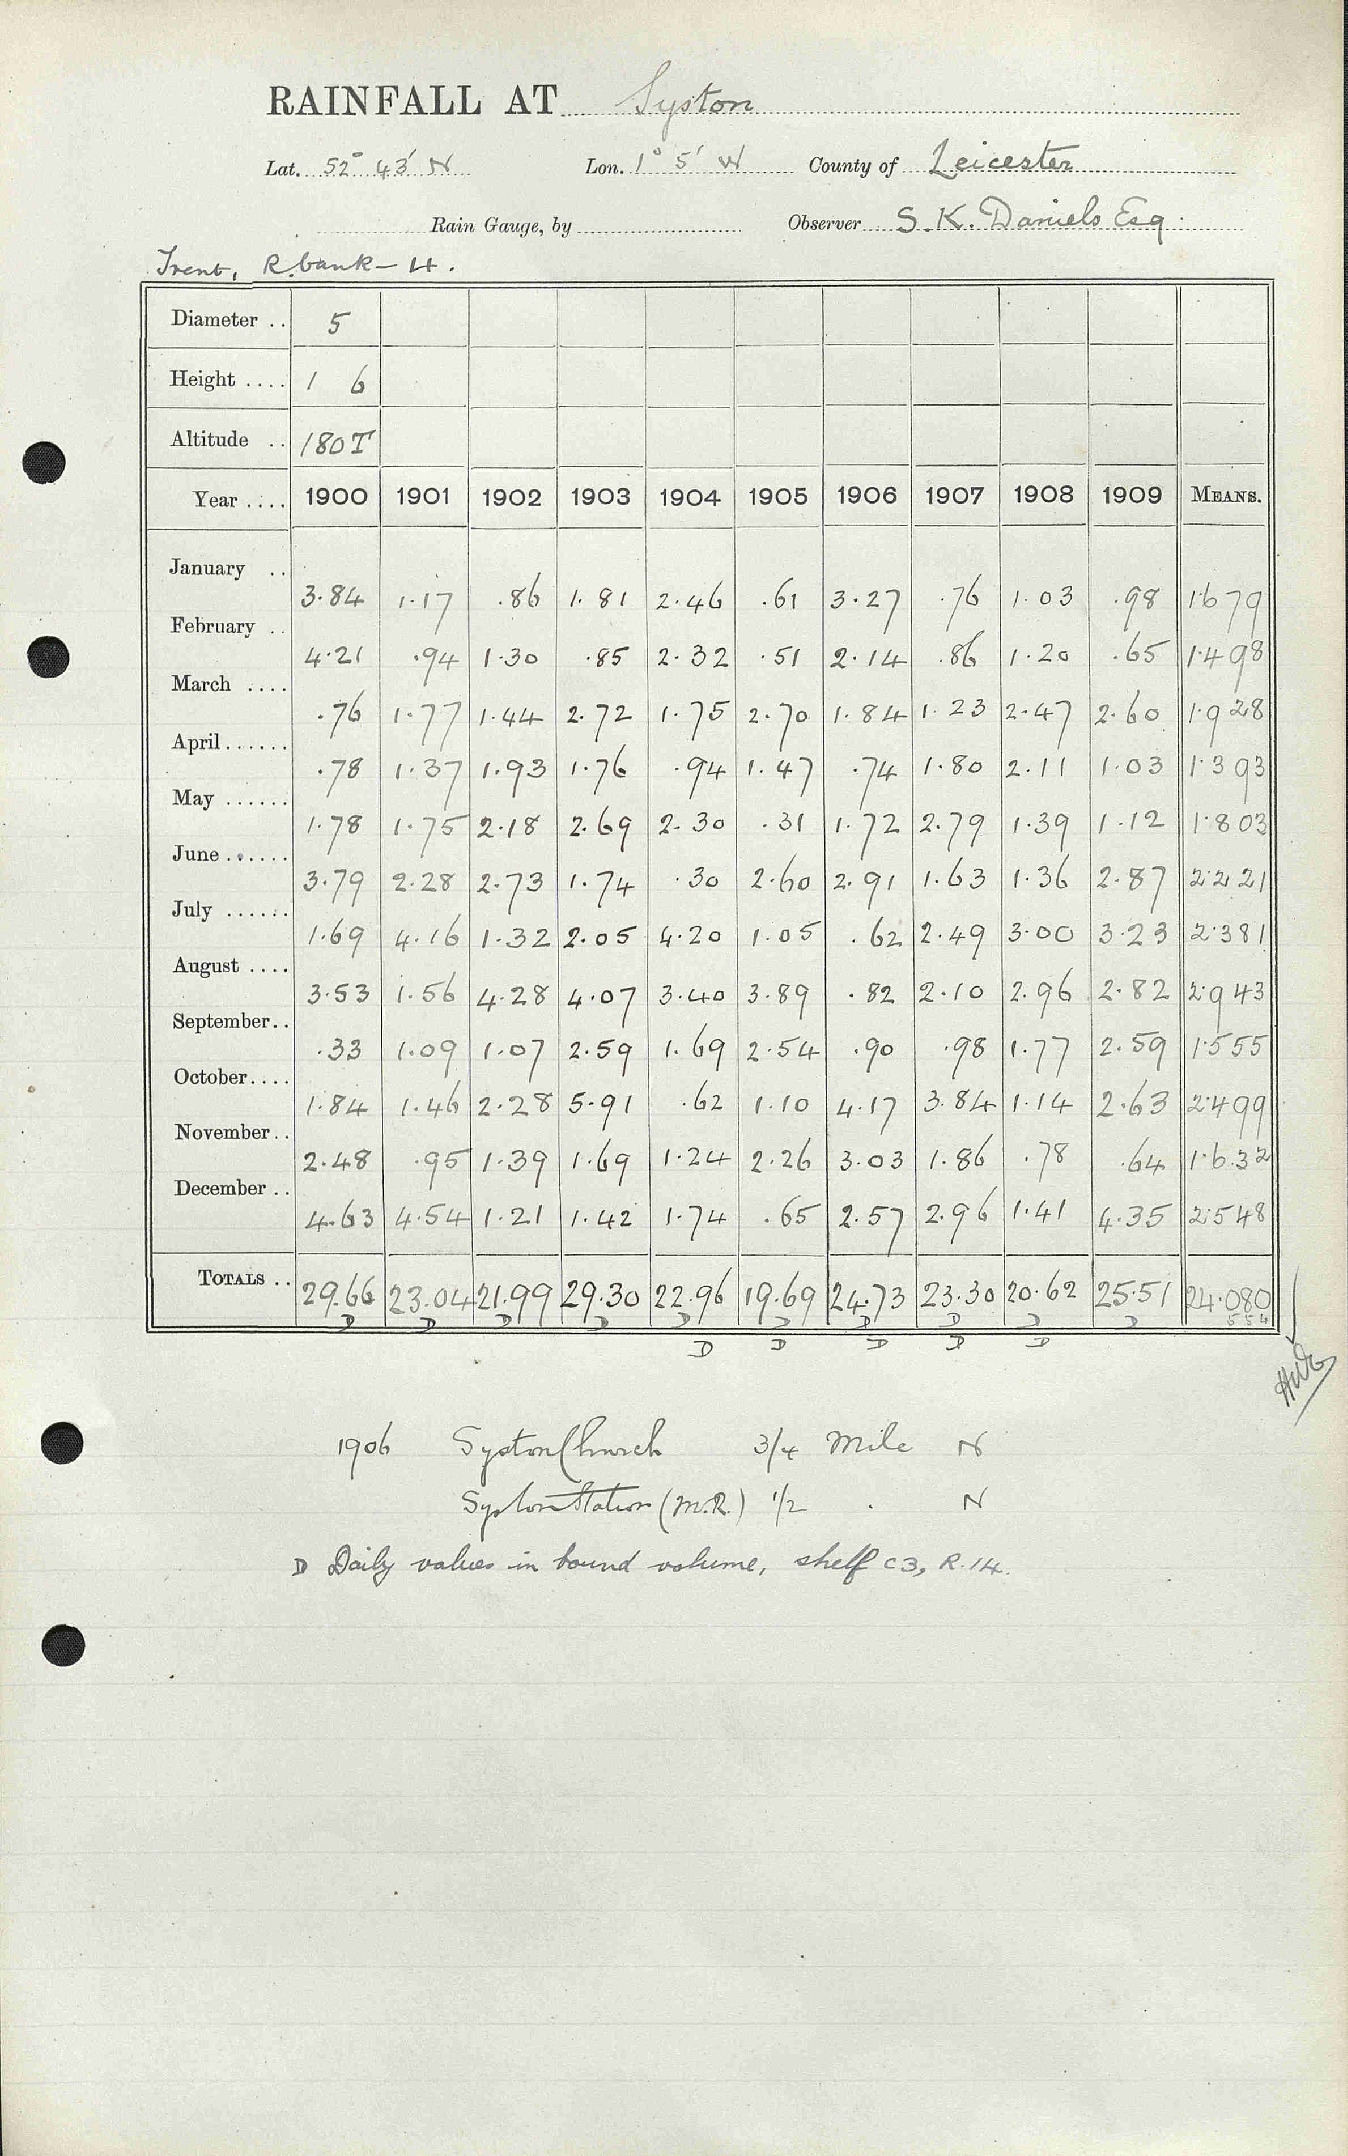 RAINFALL AT Syston
Lat. 52° 43' N Lon. 1° 5' W County of Leicester
Rain Gauge, by Observer S. K. Daniels Esq.
Trent, R. bank - 4.
Diameter .. 5
Height .... 1 6
Altitude .. 180 T
Year .... 1900 1901 1902 1903 1904 1905 1906 1907 1908 1909 MEANS.
January .. 3.84 1.17 .86 1.81 2.46 .61 3.27 .76 1.03 .98 1.679
February .. 4.21 .94 1.30 .85 2.32 .51 2.14 .86 1.20 .65 1.498
March .... .76 1.77 1.44 2.72 1.75 2.70 1.84 1.23 2.47 2.60 1.928
April ...... .78 1.37 1.93 1.76 .94 1.47 .74 1.80 2.11 1.03 1.393
May ...... 1.78 1.75 2.18 2.69 2.30 .31 1.72 2.79 1.39 1.12 1.803
June ...... 3.79 2.28 2.73 1.74 .30 2.60 2.91 1.63 1.36 2.87 2.221
July ...... 1.69 4.16 1.32 2.05 4.20 1.05 .62 2.49 3.00 3.23 2.381
August .... 3.53 1.56 4.28 4.07 3.40 3.89 .82 2.10 2.96 2.82 2.943
September.. .33 1.09 1.07 2.59 1.69 2.54 .90 .98 1.77 2.59 1.555
October.... 1.84 1.46 2.28 5.91 .62 1.10 4.17 3.84 1.14 2.63 2.499
November.. 2.48 .95 1.39 1.69 1.24 2.26 3.03 1.86 .78 .64 1.632
December .. 4.63 4.54 1.21 1.42 1.74 .65 2.57 2.96 1.41 4.35 2.548
TOTALS .. 29.66 23.04 21.99 29.30 22.96 19.69 24.73 23.30 20.62 25.51 24.080
D D D D D D D D D D 554
D D D D D
1906 Syston Church 3/4 Mile N
Syston Station (M.R.) 1/2 . N
D Daily values in bound volume, shelf C3, R.14.